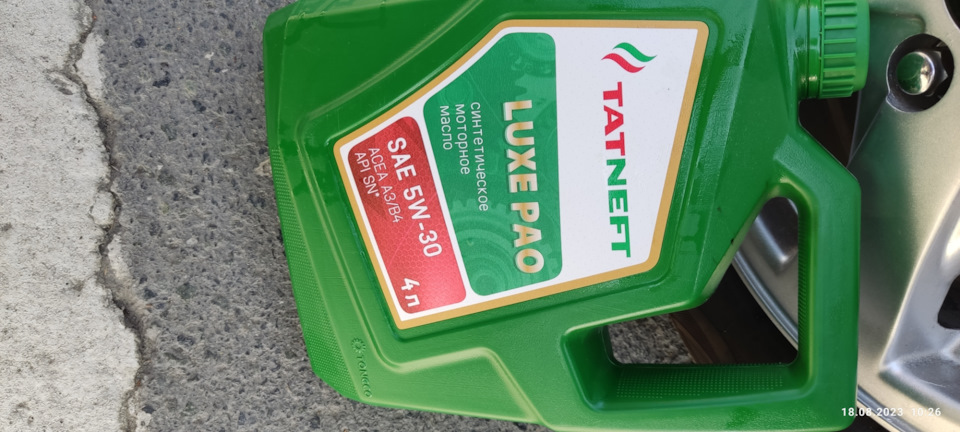 TATNEFT
LUXE PAO
синтетическое
моторное
масло
SAE 5W-30
ACEA A3/B4
API SN*
4 л
18.08.2023 10:26